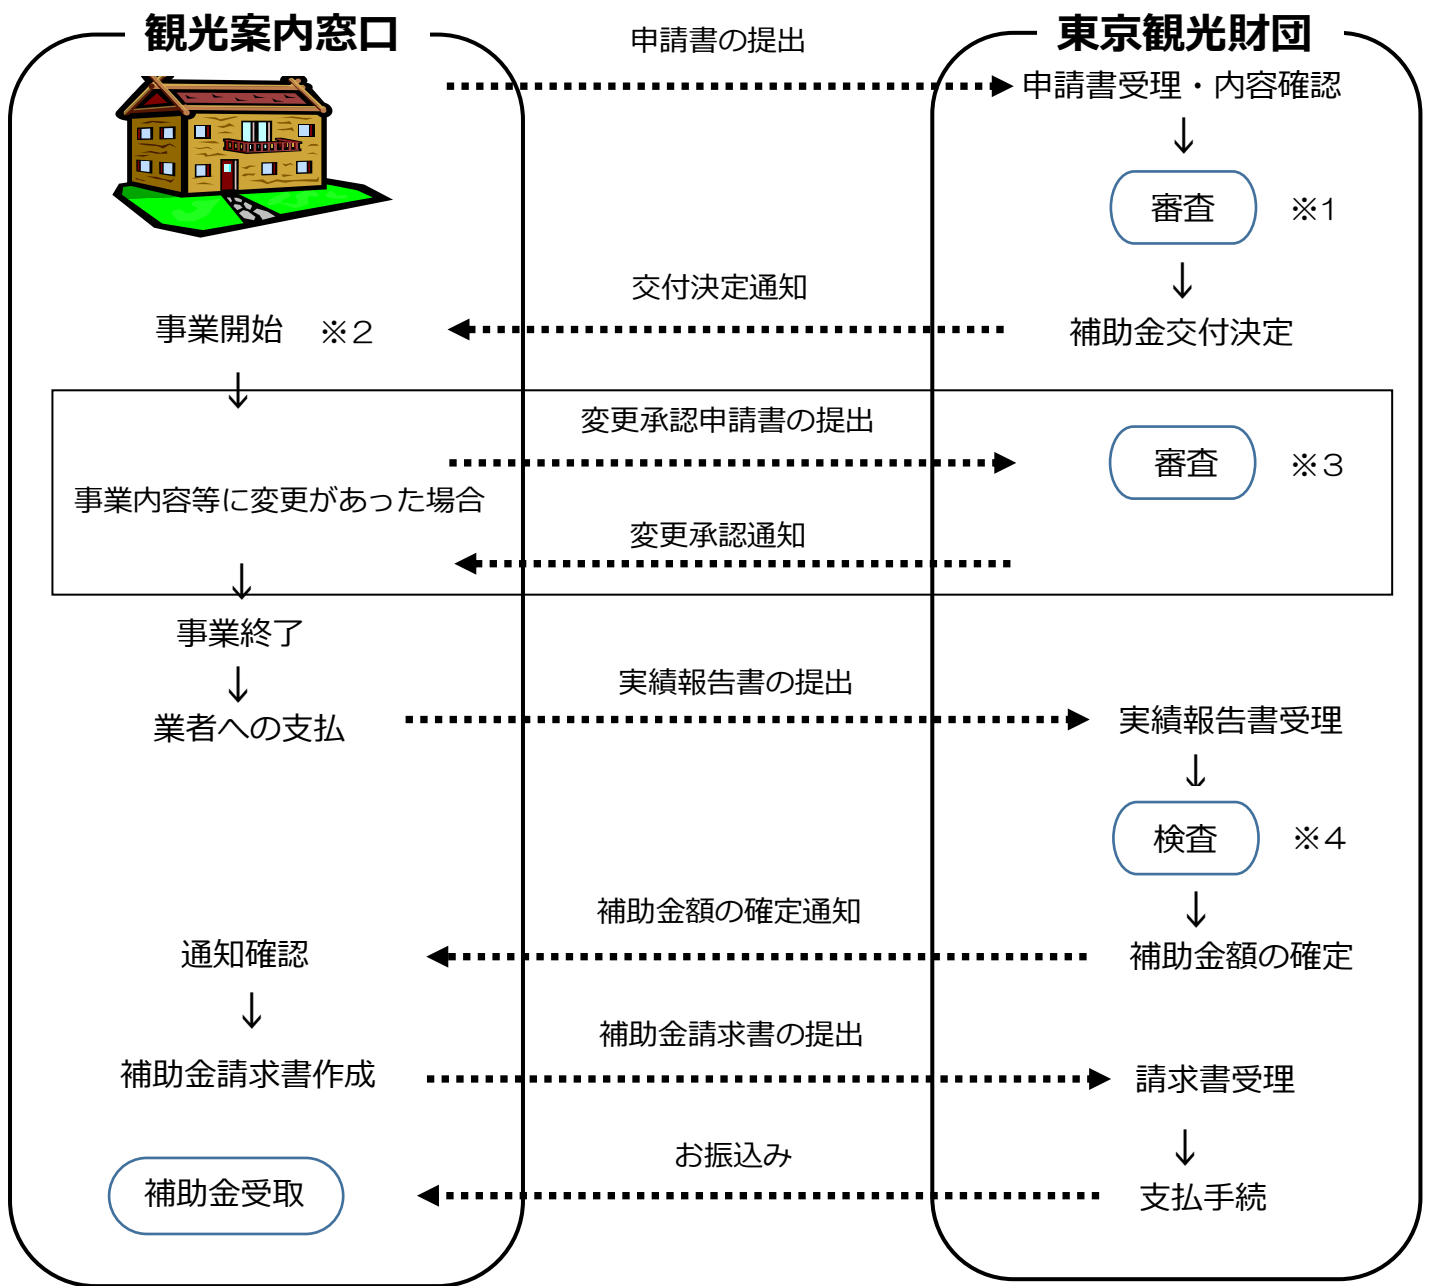 観光案内窓口
東京観光財団
申請書の提出
申請書受理・内容確認
↓
審査 ※1
↓
交付決定通知
事業開始 ※2
補助金交付決定
↓
変更承認申請書の提出
審査 ※3
事業内容等に変更があった場合
変更承認通知
↓
事業終了
↓
実績報告書の提出
業者への支払
実績報告書受理
↓
検査 ※4
↓
補助金額の確定通知
通知確認
補助金額の確定
↓
補助金請求書の提出
補助金請求書作成
請求書受理
↓
お振込み
補助金受取
支払手続